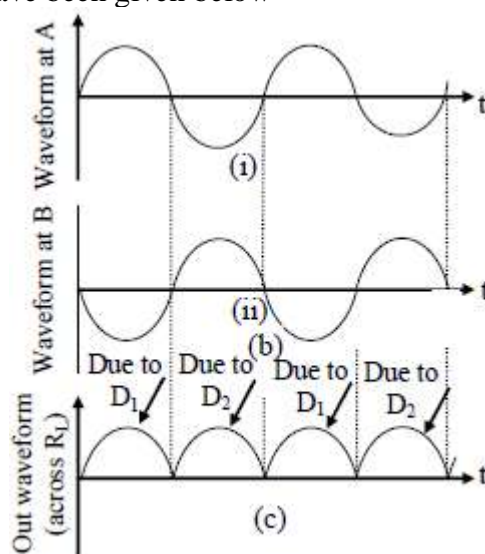 ave been given below
Waveform at A
t
(i)
Waveform at B
t
(ii)
(b)
Due to
D1
Due to
D2
Due to
D1
Due to
D2
Out waveform
(across RL)
t
(c)